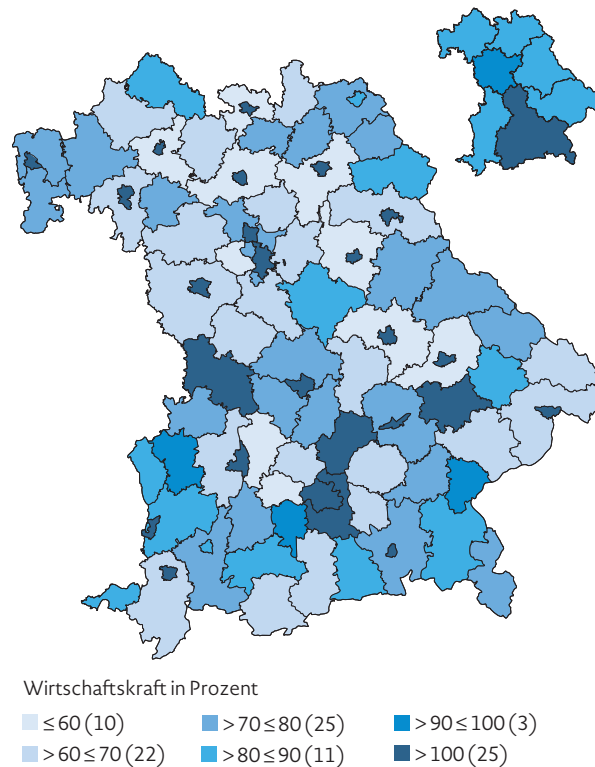 Wirtschaftskraft in Prozent
≤ 60 (10) > 70 ≤ 80 (25) > 90 ≤ 100 (3)
> 60 ≤ 70 (22) > 80 ≤ 90 (11) > 100 (25)